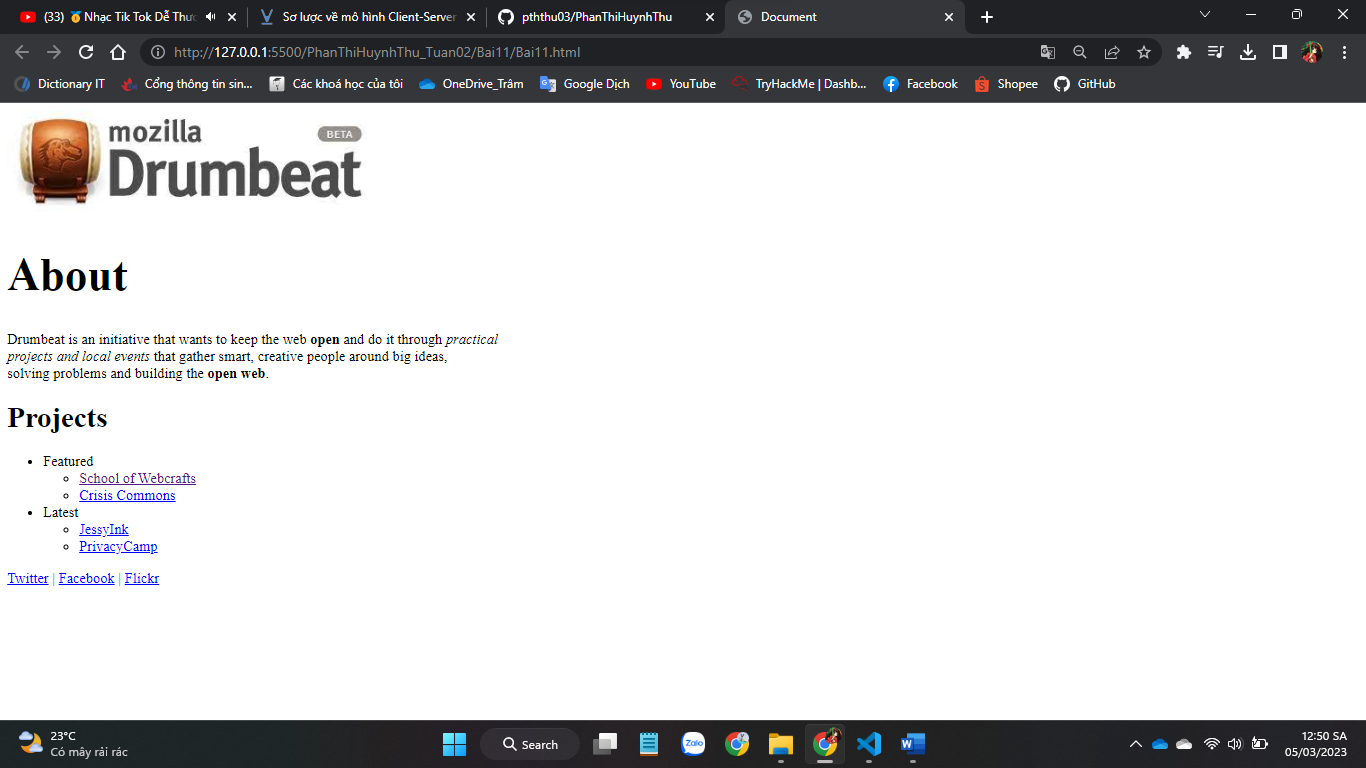 (33) 🥇Nhạc Tik Tok Dễ Thươ
Sơ lược về mô hình Client-Server
pththu03/PhanThiHuynhThu
Document
http://127.0.0.1:5500/PhanThiHuynhThu_Tuan02/Bai11/Bai11.html
Dictionary IT
Cổng thông tin sin...
Các khoá học của tôi
OneDrive_Trâm
Google Dịch
YouTube
TryHackMe | Dashb...
Facebook
Shopee
GitHub
mozilla
BETA
Drumbeat
About
Drumbeat is an initiative that wants to keep the web open and do it through practical
projects and local events that gather smart, creative people around big ideas,
solving problems and building the open web.
Projects
Featured
School of Webcrafts
Crisis Commons
Latest
JessyInk
PrivacyCamp
Twitter | Facebook | Flickr
23°C
Có mây rải rác
Search
Zalo
12:50 SA
05/03/2023